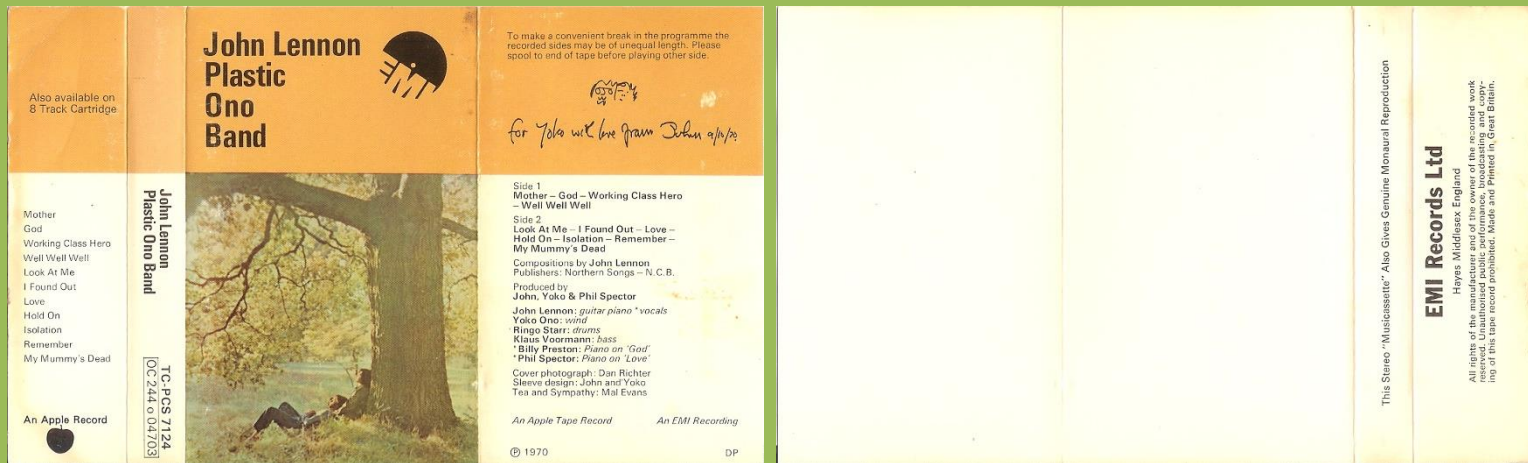 Also available on
8 Track Cartridge
Mother
God
Working Class Hero
Well Well Well
Look At Me
I Found Out
Love
Hold On
Isolation
Remember
My Mummy's Dead
An Apple Record
John Lennon
Plastic Ono Band
TC-PCS 7124
OC 244 o 04703
John Lennon
Plastic
Ono
Band
EMI
To make a convenient break in the programme the
recorded sides may be of unequal length. Please
spool to end of tape before playing other side.
for Yoko with love from John 9/10/70
Side 1
Mother – God – Working Class Hero
– Well Well Well
Side 2
Look At Me – I Found Out – Love –
Hold On – Isolation – Remember –
My Mummy's Dead
Compositions by John Lennon
Publishers: Northern Songs – N.C.B.
Produced by
John, Yoko & Phil Spector
John Lennon: guitar piano *vocals
Yoko Ono: wind
Ringo Starr: drums
Klaus Voormann: bass
*Billy Preston: Piano on 'God'
*Phil Spector: Piano on 'Love'
Cover photograph: Dan Richter
Sleeve design: John and Yoko
Tea and Sympathy: Mal Evans
An Apple Tape Record An EMI Recording
℗ 1970 DP
This Stereo "Musicassette" Also Gives Genuine Monaural Reproduction
EMI Records Ltd
Hayes Middlesex England
All rights of the manufacturer and of the owner of the recorded work
reserved. Unauthorised public performance, broadcasting and copy-
ing of this tape record prohibited. Made and Printed in Great Britain.